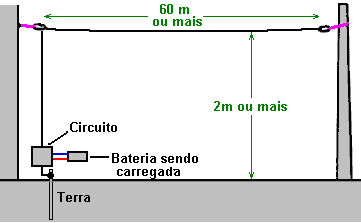 60 m
ou mais
2m ou mais
Circuito
Bateria sendo
carregada
Terra